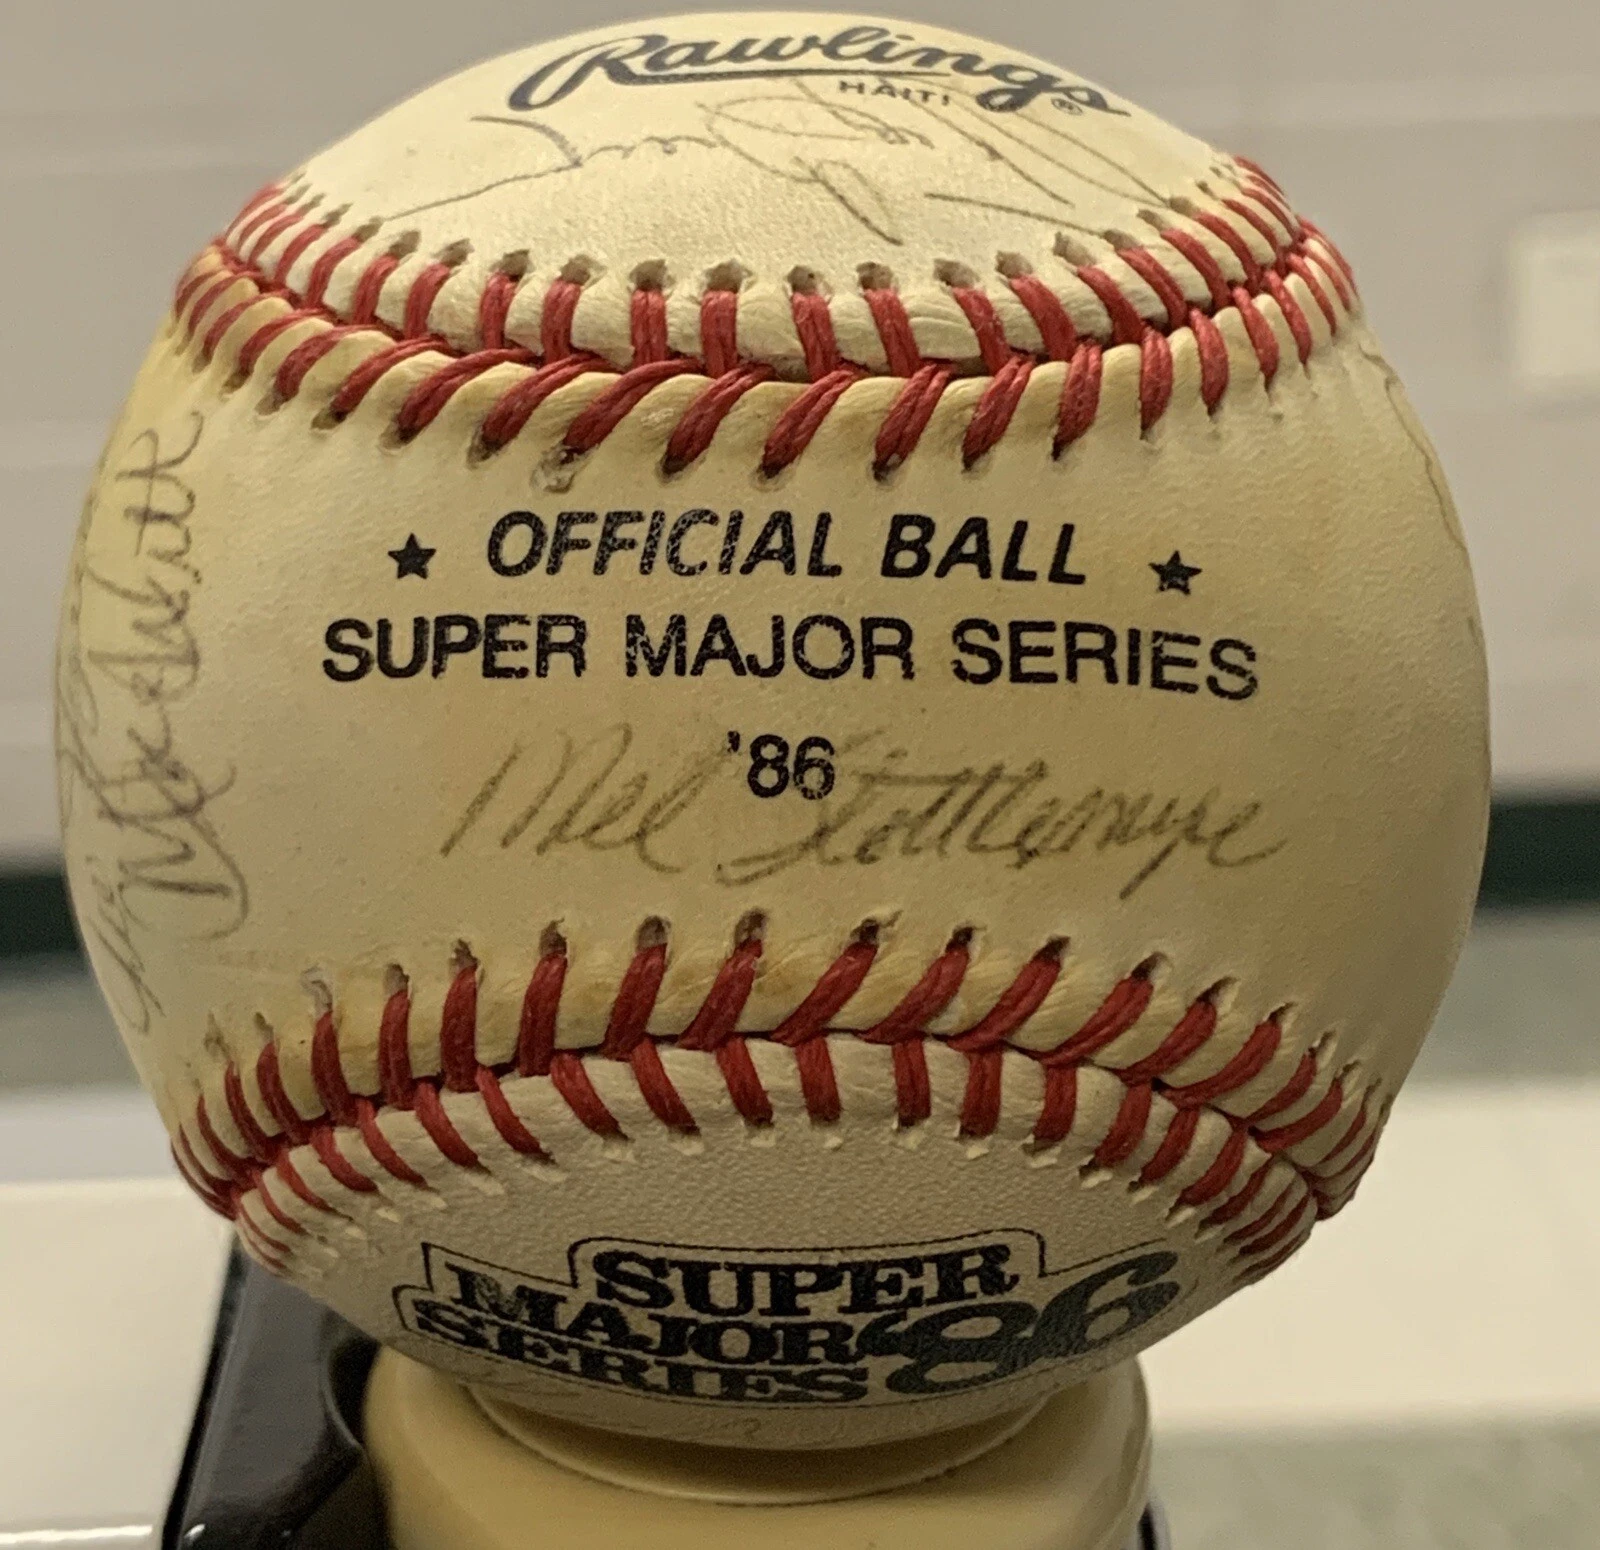 Rawlings ®
HAITI
★ OFFICIAL BALL ★
SUPER MAJOR SERIES
'86
Mel Stottlemyre
SUPER
MAJOR '86
SERIES